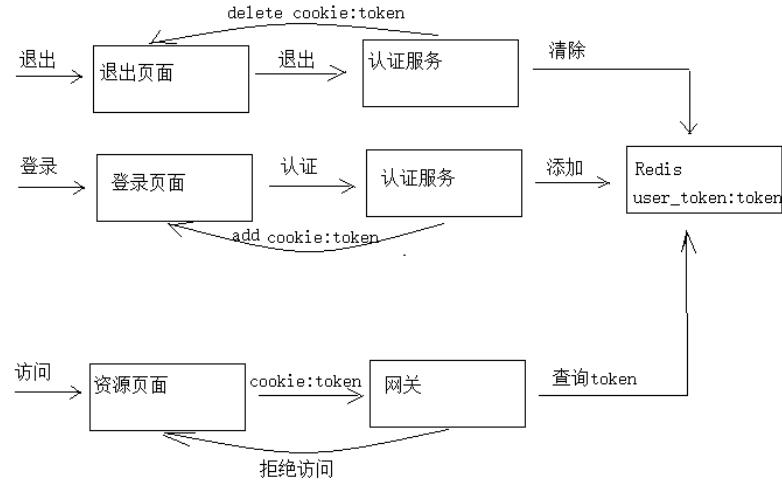 delete cookie:token
退出
退出页面
退出
认证服务
清除
登录
登录页面
认证
认证服务
添加
Redis
user_token:token
add cookie:token
访问
资源页面
cookie:token
网关
查询token
拒绝访问